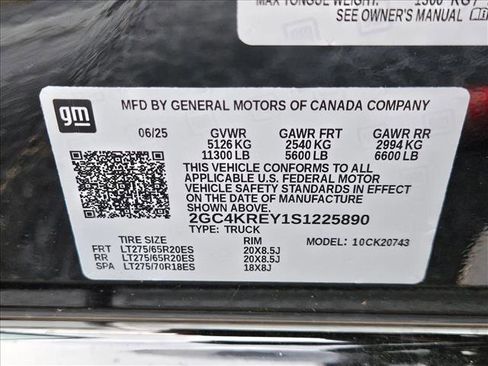 MAX TONGUE WEIGHT:
SEE OWNER'S MANUAL
gm
MFD BY GENERAL MOTORS OF CANADA COMPANY
06/25 GVWR GAWR FRT GAWR RR
5126 KG 2540 KG 2994 KG
11300 LB 5600 LB 6600 LB
THIS VEHICLE CONFORMS TO ALL
APPLICABLE U.S. FEDERAL MOTOR
VEHICLE SAFETY STANDARDS IN EFFECT
ON THE DATE OF MANUFACTURE
SHOWN ABOVE.
2GC4KREY1S1225890
TYPE: TRUCK
TIRE SIZE RIM MODEL: 10CK20743
FRT LT275/65R20ES 20X8.5J
RR LT275/65R20ES 20X8.5J
SPA LT275/70R18ES 18X8J